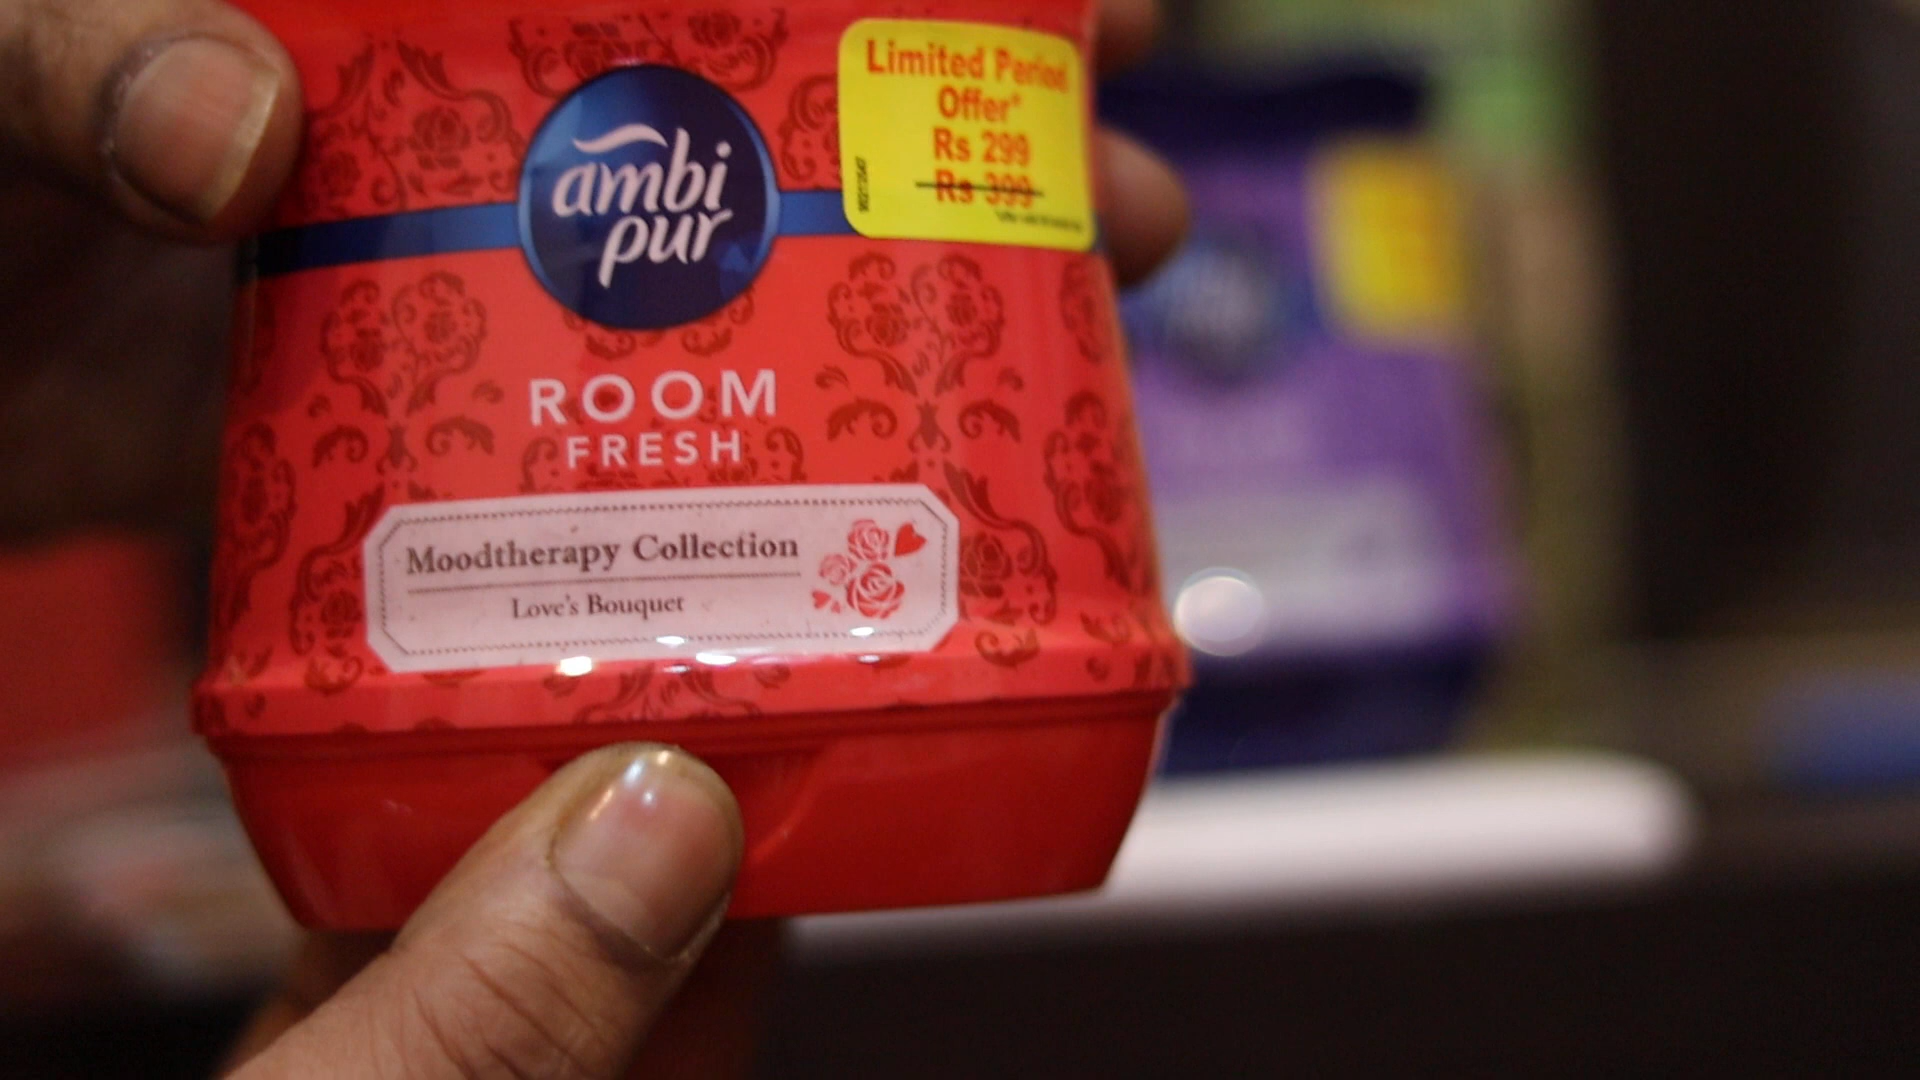 Limited Period
Offer*
Rs 299
Rs 399
ambi
pur
ROOM
FRESH
Moodtherapy Collection
Love's Bouquet